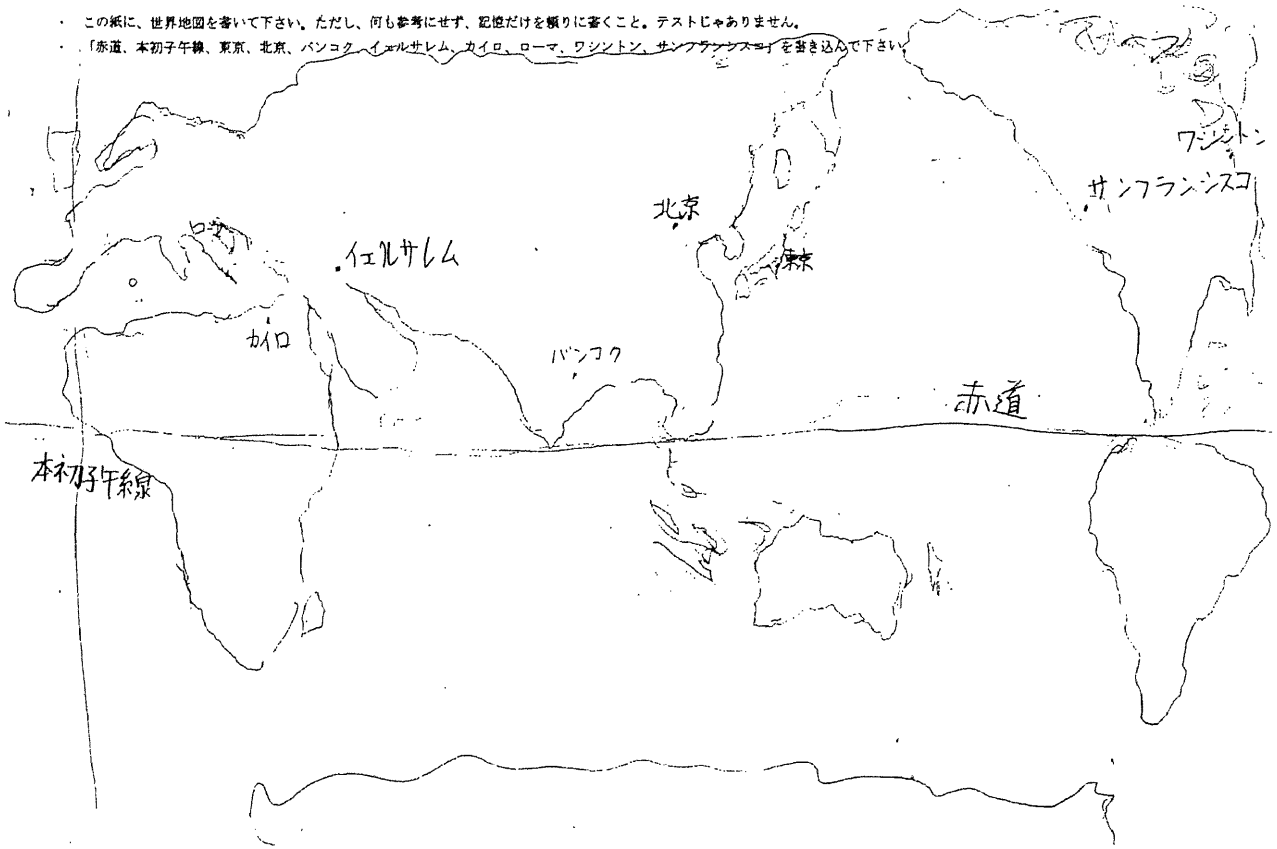 ・ この紙に、世界地図を書いて下さい。ただし、何も参考にせず、記憶だけを頼りに書くこと。テストじゃありません。
・ 「赤道、本初子午線、東京、北京、バンコク、イェルサレム、カイロ、ローマ、ワシントン、サンフランシスコ」を書き込んで下さい。
ワシントン
サンフランシスコ
北京
ローマ
イェルサレム
東京
カイロ
バンコク
赤道
本初子午線